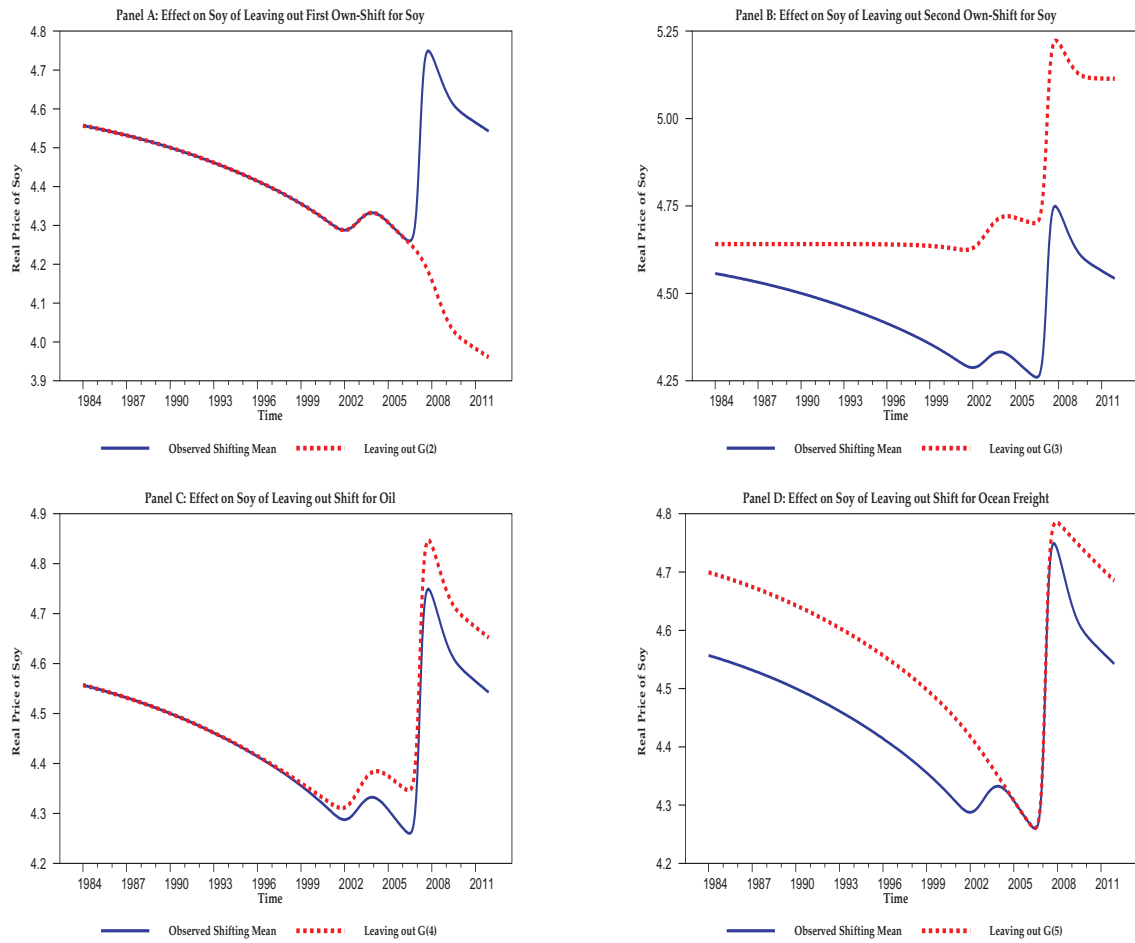 Panel A: Effect on Soy of Leaving out First Own-Shift for Soy
4.8
4.7
4.6
4.5
4.4
4.3
4.2
4.1
4.0
3.9
Real Price of Soy
1984 1987 1990 1993 1996 1999 2002 2005 2008 2011
Time
Observed Shifting Mean Leaving out G(2)
Panel B: Effect on Soy of Leaving out Second Own-Shift for Soy
5.25
5.00
4.75
4.50
4.25
Real Price of Soy
1984 1987 1990 1993 1996 1999 2002 2005 2008 2011
Time
Observed Shifting Mean Leaving out G(3)
Panel C: Effect on Soy of Leaving out Shift for Oil
4.9
4.8
4.7
4.6
4.5
4.4
4.3
4.2
Real Price of Soy
1984 1987 1990 1993 1996 1999 2002 2005 2008 2011
Time
Observed Shifting Mean Leaving out G(4)
Panel D: Effect on Soy of Leaving out Shift for Ocean Freight
4.8
4.7
4.6
4.5
4.4
4.3
4.2
Real Price of Soy
1984 1987 1990 1993 1996 1999 2002 2005 2008 2011
Time
Observed Shifting Mean Leaving out G(5)